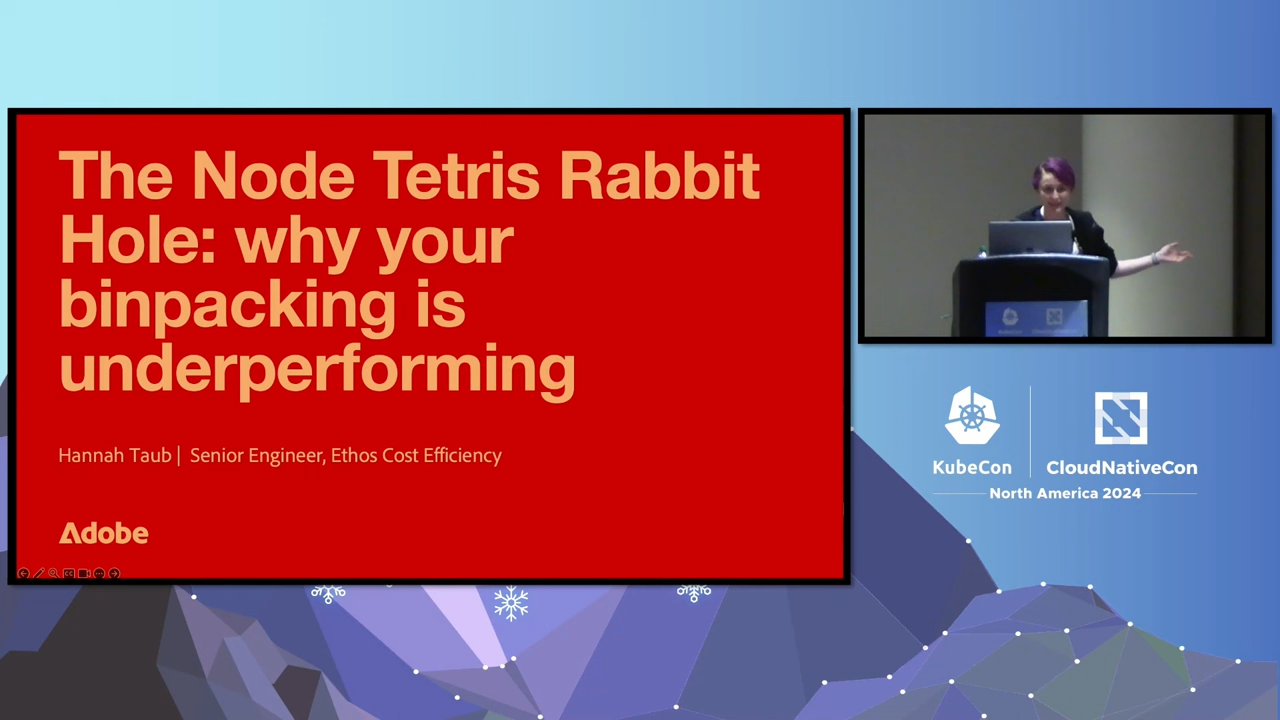 The Node Tetris Rabbit
Hole: why your
binpacking is
underperforming
Hannah Taub | Senior Engineer, Ethos Cost Efficiency
Adobe
KubeCon
CloudNativeCon
North America 2024